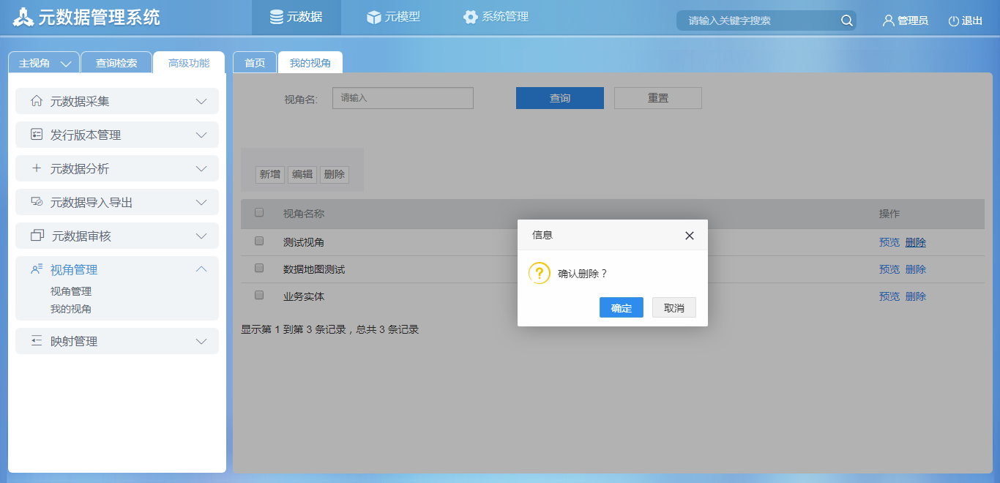 元数据管理系统
元数据
元模型
系统管理
请输入关键字搜索
管理员
退出
主视角
查询检索
高级功能
首页
我的视角
元数据采集
发行版本管理
元数据分析
元数据导入导出
元数据审核
视角管理
视角管理
我的视角
映射管理
视角名:
请输入
查询
重置
新增
编辑
删除
视角名称
操作
测试视角
预览 删除
数据地图测试
预览 删除
业务实体
预览 删除
显示第 1 到第 3 条记录，总共 3 条记录
信息
?
确认删除？
确定
取消